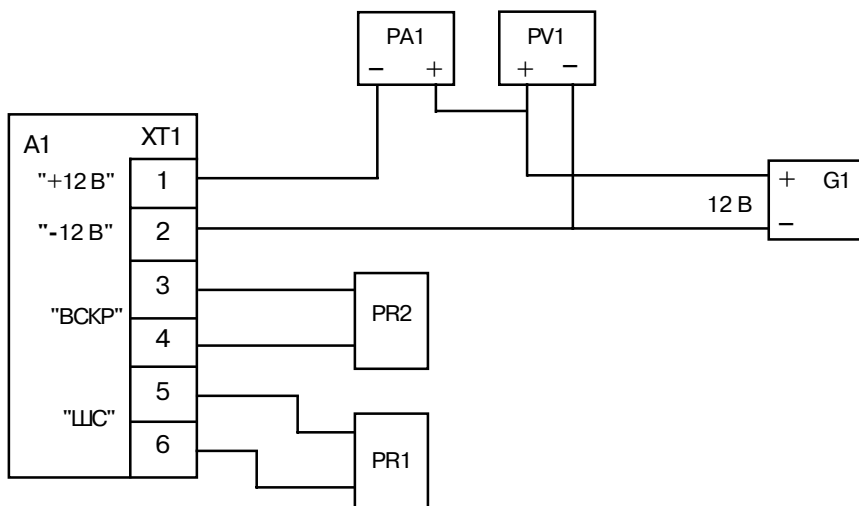 PA1
PV1
− +
+ −
A1
XT1
"+12 В"
1
+
G1
12 В
"-12 В"
2
−
3
"ВСКР"
PR2
4
5
"ШС"
6
PR1